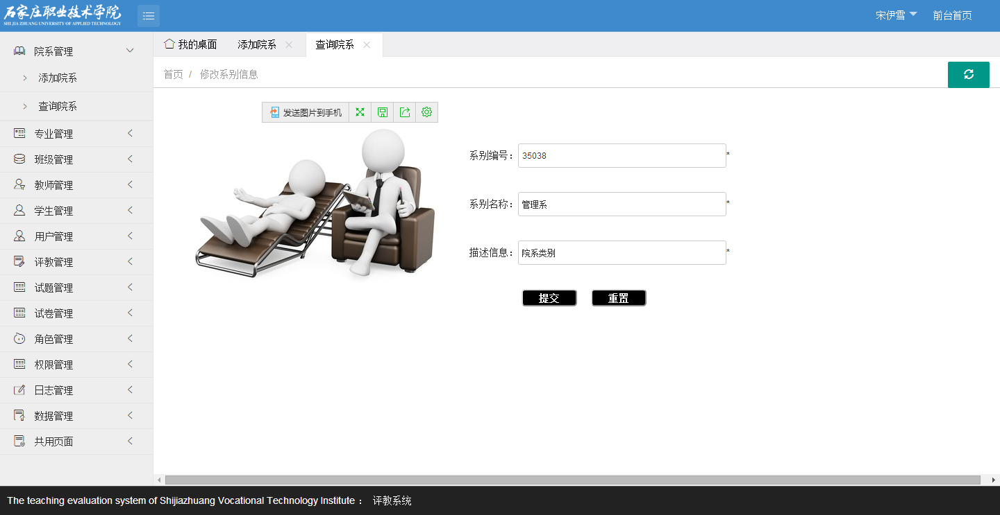 石家庄职业技术学院
SHI JIA ZHUANG UNIVERSITY OF APPLIED TECHNOLOGY
宋伊雪 前台首页
院系管理
添加院系
查询院系
专业管理
班级管理
教师管理
学生管理
用户管理
评教管理
试题管理
试卷管理
角色管理
权限管理
日志管理
数据管理
共用页面
我的桌面 添加院系 查询院系
首页 / 修改系别信息
发送图片到手机
系别编号： 35038 *
系别名称： 管理系 *
描述信息： 院系类别 *
提交 重置
The teaching evaluation system of Shijiazhuang Vocational Technology Institute ： 评教系统